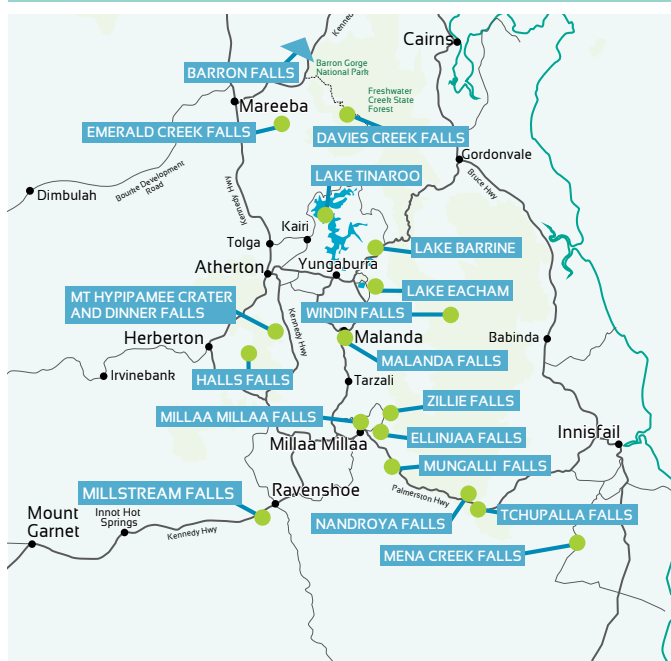 Kennedy
Cairns
BARRON FALLS
Barron Gorge
National Park
Freshwater
Creek State
Forest
Mareeba
EMERALD CREEK FALLS
DAVIES CREEK FALLS
Gordonvale
Bourke Development
Road
Dimbulah
LAKE TINAROO
Bruce Hwy
Kennedy Hwy
Kairi
Tolga
LAKE BARRINE
Atherton
Yungaburra
LAKE EACHAM
MT HYPIPAMEE CRATER
AND DINNER FALLS
WINDIN FALLS
Kennedy Hwy
Herberton
Malanda
Babinda
MALANDA FALLS
Irvinebank
HALLS FALLS
Tarzali
ZILLIE FALLS
MILLAA MILLAA FALLS
ELLINJAA FALLS
Innisfail
Millaa Millaa
MUNGALLI FALLS
MILLSTREAM FALLS
Ravenshoe
Palmerston Hwy
Mount
Garnet
Innot Hot
Springs
Kennedy Hwy
NANDROYA FALLS
TCHUPALLA FALLS
MENA CREEK FALLS